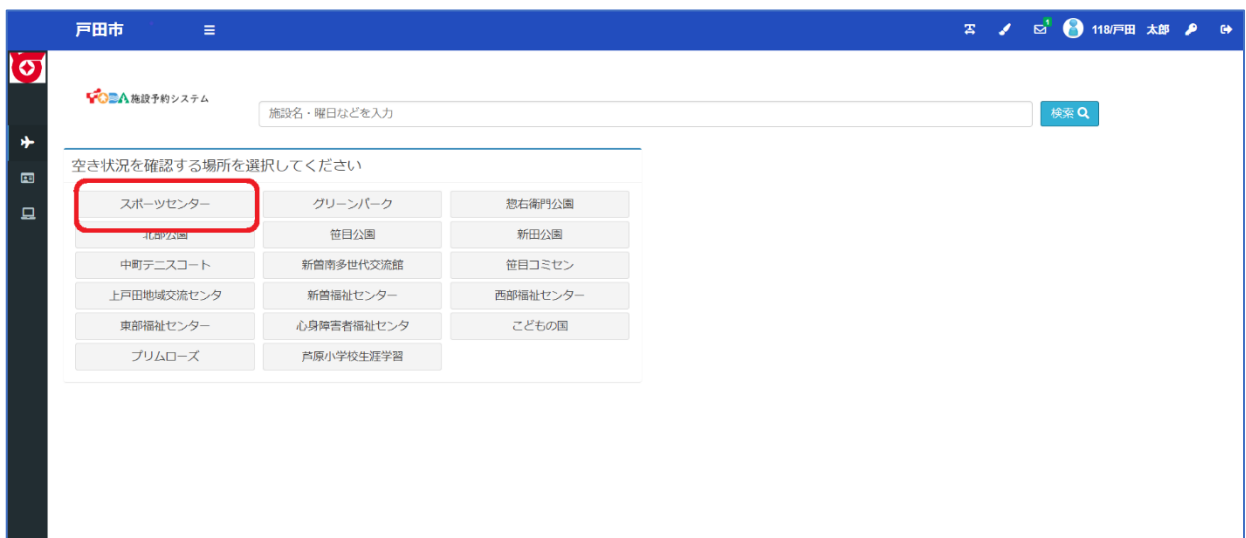 戸田市
1
118/戸田 太郎
TODA 施設予約システム
施設名・曜日などを入力
検索
空き状況を確認する場所を選択してください
スポーツセンター グリーンパーク 惣右衛門公園
北部公園 笹目公園 新田公園
中町テニスコート 新曽南多世代交流館 笹目コミセン
上戸田地域交流センタ 新曽福祉センター 西部福祉センター
東部福祉センター 心身障害者福祉センタ こどもの国
プリムローズ 芦原小学校生涯学習